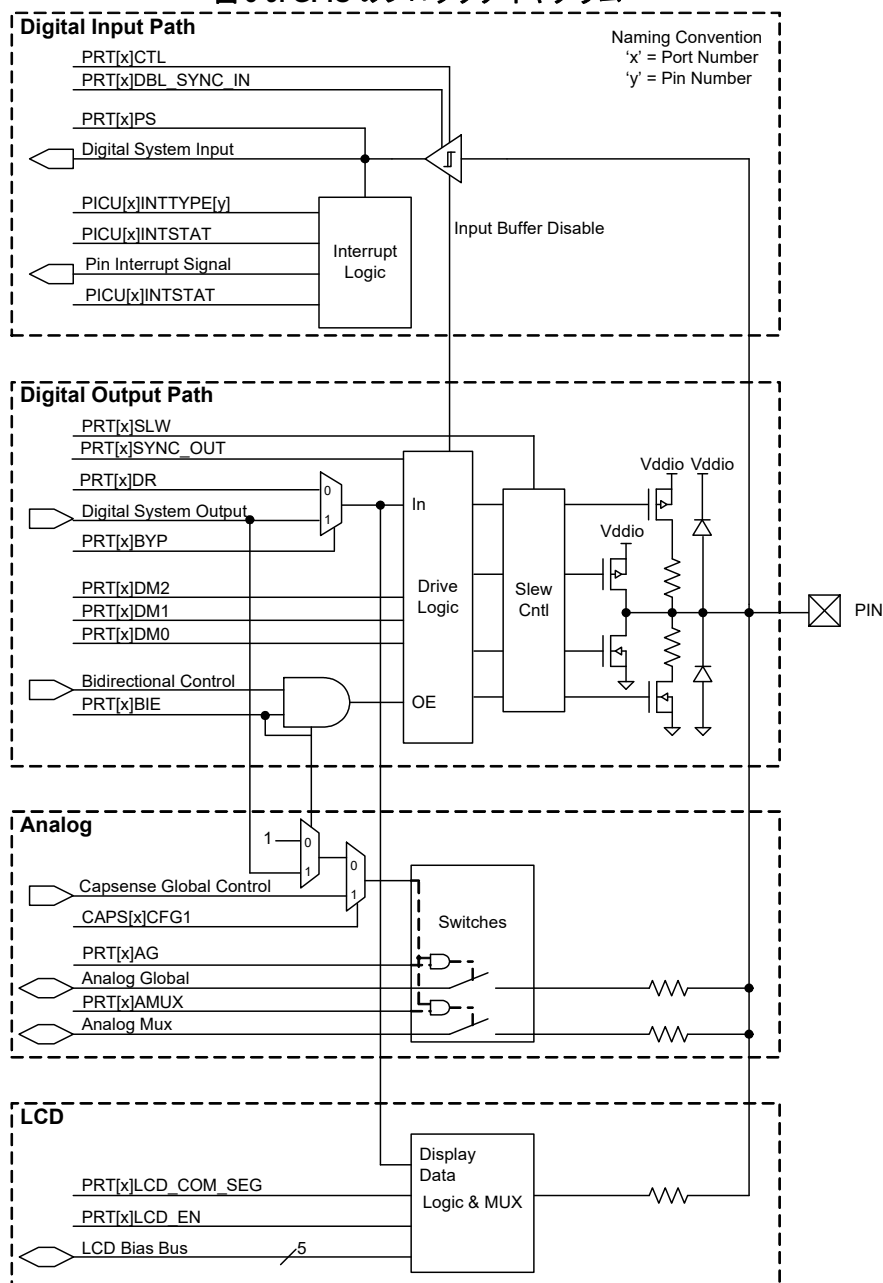 Digital Input Path
Naming Convention
'x' = Port Number
'y' = Pin Number
PRT[x]CTL
PRT[x]DBL_SYNC_IN
PRT[x]PS
Digital System Input
PICU[x]INTTYPE[y]
PICU[x]INTSTAT
Pin Interrupt Signal
PICU[x]INTSTAT
Interrupt
Logic
Input Buffer Disable
Digital Output Path
PRT[x]SLW
PRT[x]SYNC_OUT
PRT[x]DR
Digital System Output
PRT[x]BYP
0
1
PRT[x]DM2
PRT[x]DM1
PRT[x]DM0
Bidirectional Control
PRT[x]BIE
In
Drive
Logic
OE
Slew
Cntl
Vddio
Vddio
Vddio
PIN
Analog
1
0
1
0
1
Capsense Global Control
CAPS[x]CFG1
Switches
PRT[x]AG
Analog Global
PRT[x]AMUX
Analog Mux
LCD
Display
Data
Logic & MUX
PRT[x]LCD_COM_SEG
PRT[x]LCD_EN
LCD Bias Bus
5